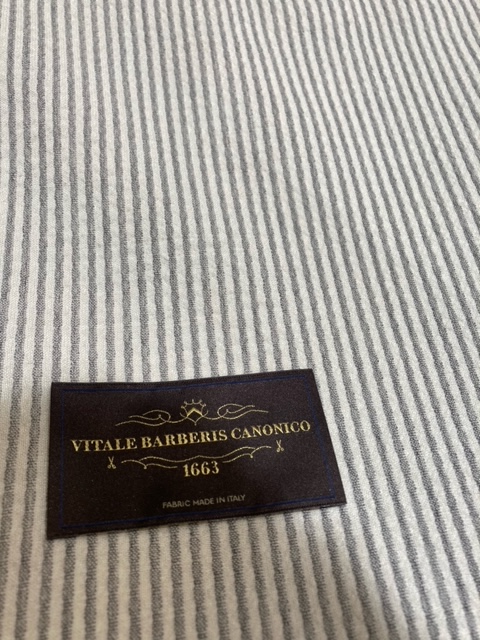 VITALE BARBERIS CANONICO
1663
FABRIC MADE IN ITALY